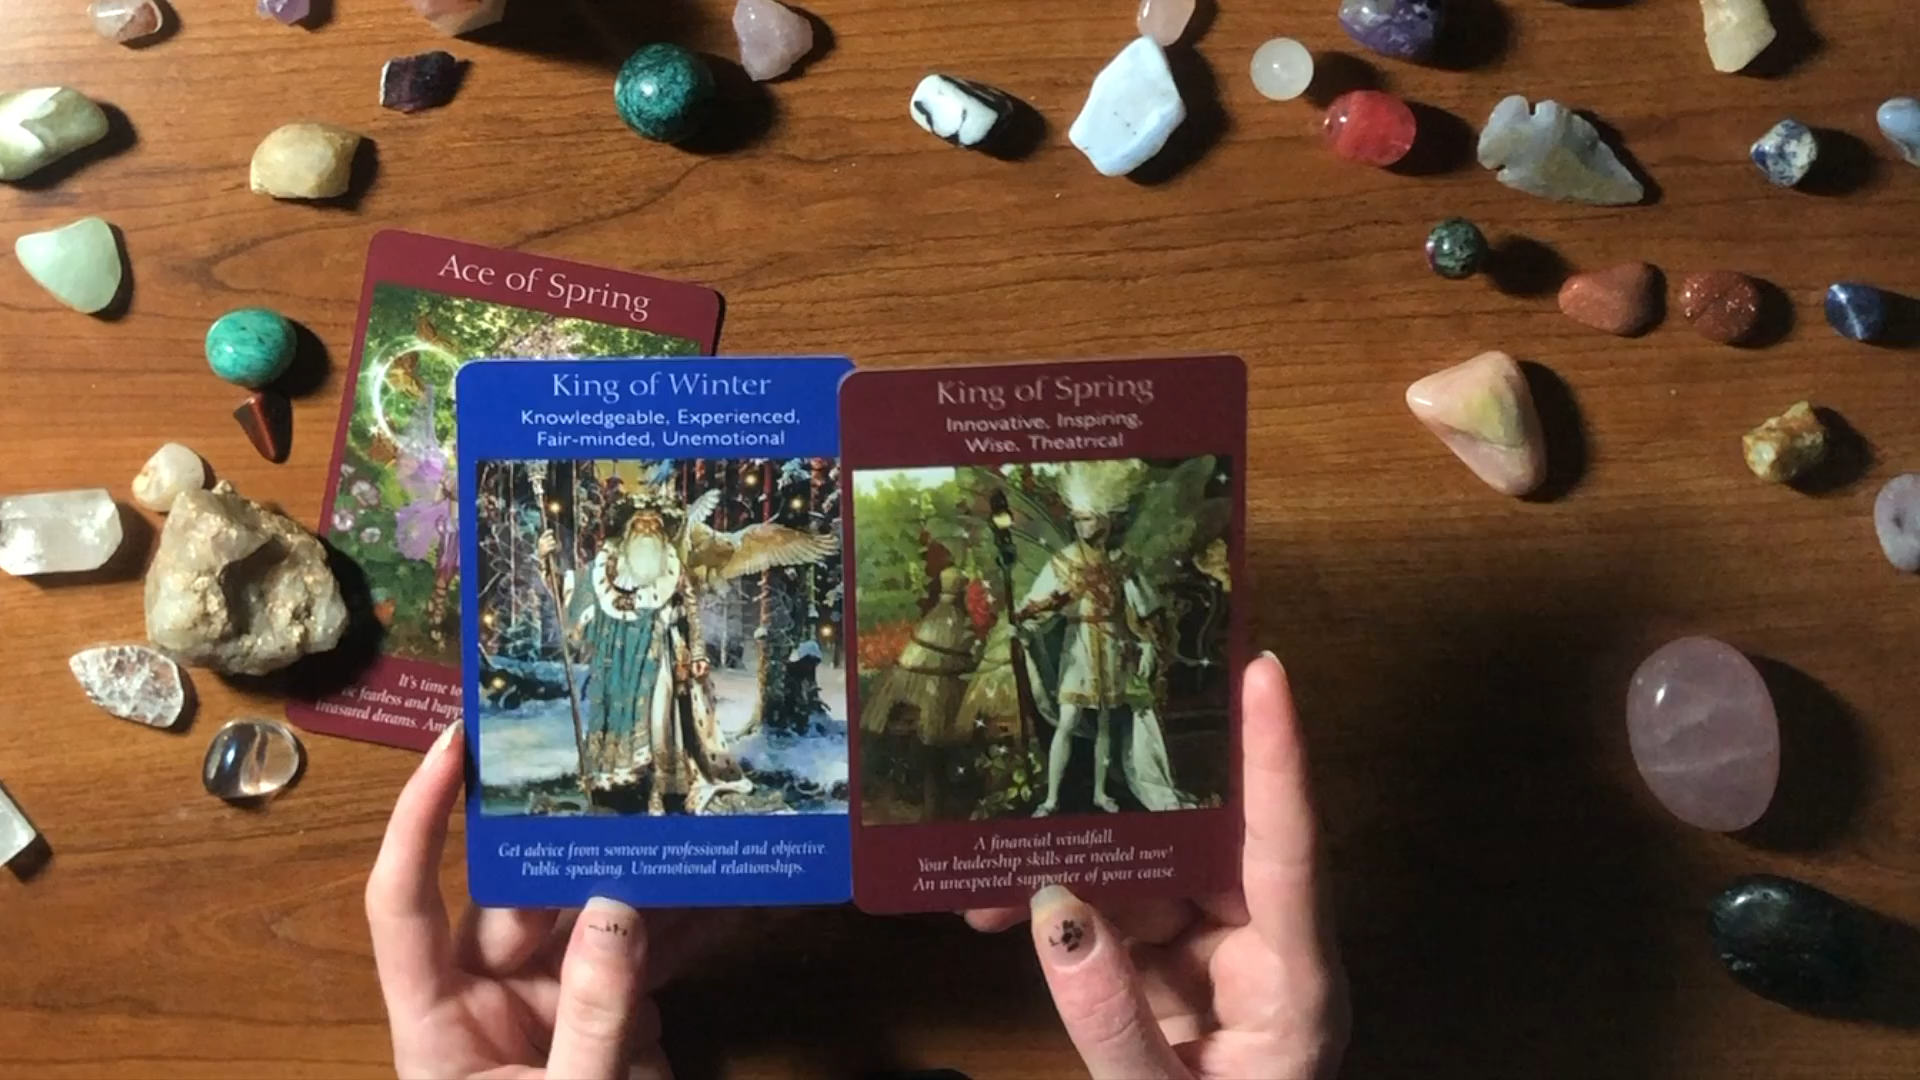 Ace of Spring
It's time to
be fearless and happ
treasured dreams. Am
King of Winter
Knowledgeable, Experienced,
Fair-minded, Unemotional
Get advice from someone professional and objective.
Public speaking. Unemotional relationships.
King of Spring
Innovative, Inspiring,
Wise, Theatrical
A financial windfall.
Your leadership skills are needed now!
An unexpected supporter of your cause.